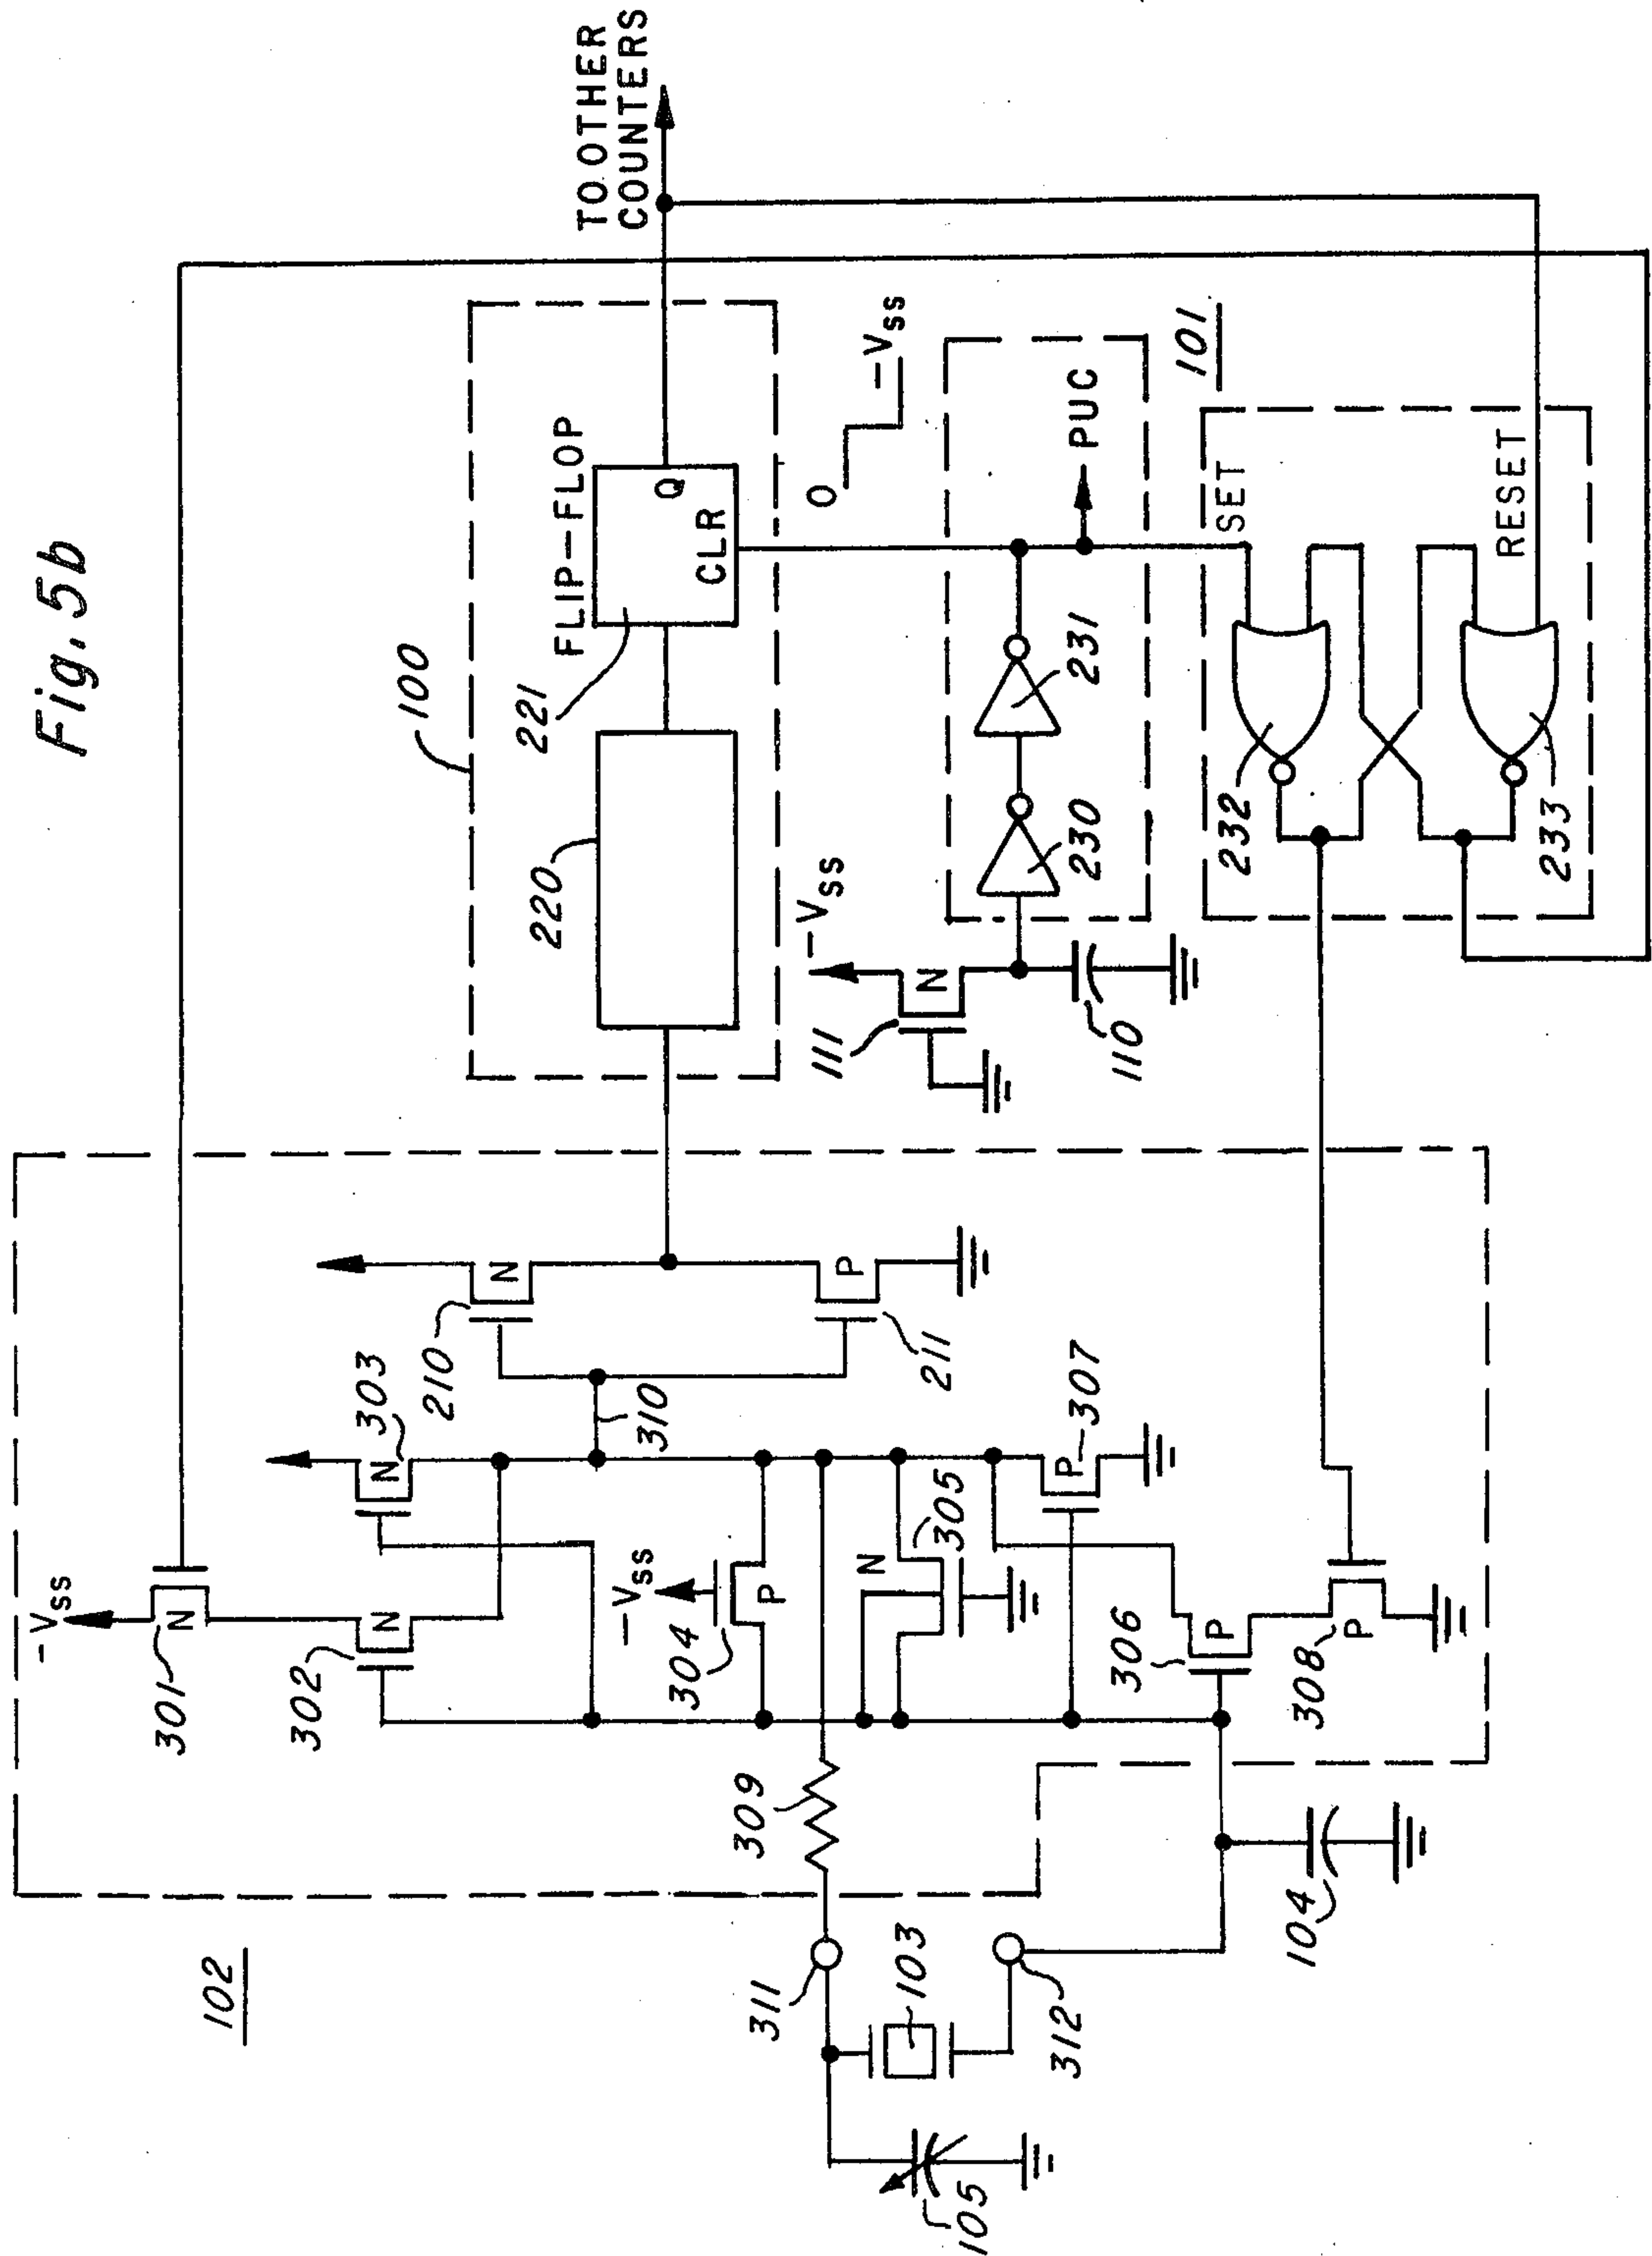 Fig. 5b
TO OTHER
COUNTERS
100
FLIP-FLOP
221
Q
CLR
220
O
-Vss
-Vss
N
111
110
230
231
PUC
101
SET
RESET
232
233
102
-Vss
301
N
302
N
303
N
210
N
310
P
211
-Vss
304
P
N
305
P
307
306
P
308
P
309
311
103
312
104
105